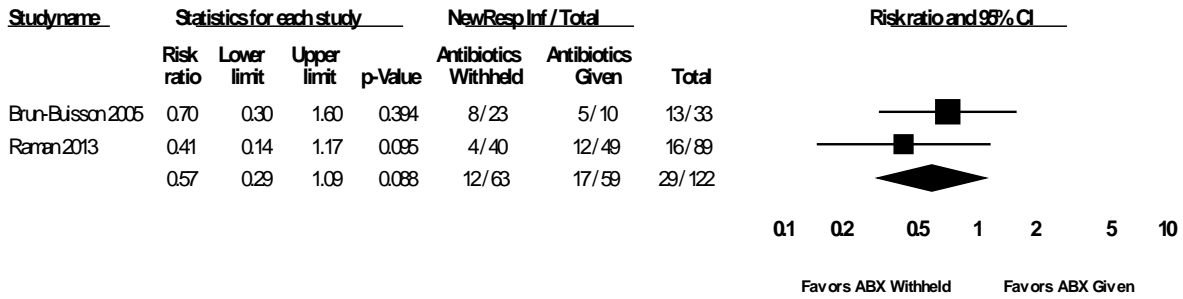 Study name Statistics for each study New Resp Inf / Total Risk ratio and 95% CI
Risk ratio Lower limit Upper limit p-Value Antibiotics Withheld Antibiotics Given Total
Brun-Buisson 2005 0.70 0.30 1.60 0.394 8 / 23 5 / 10 13 / 33
Raman 2013 0.41 0.14 1.17 0.095 4 / 40 12 / 49 16 / 89
0.57 0.29 1.09 0.088 12 / 63 17 / 59 29 / 122
0.1 0.2 0.5 1 2 5 10
Favors ABX Withheld Favors ABX Given